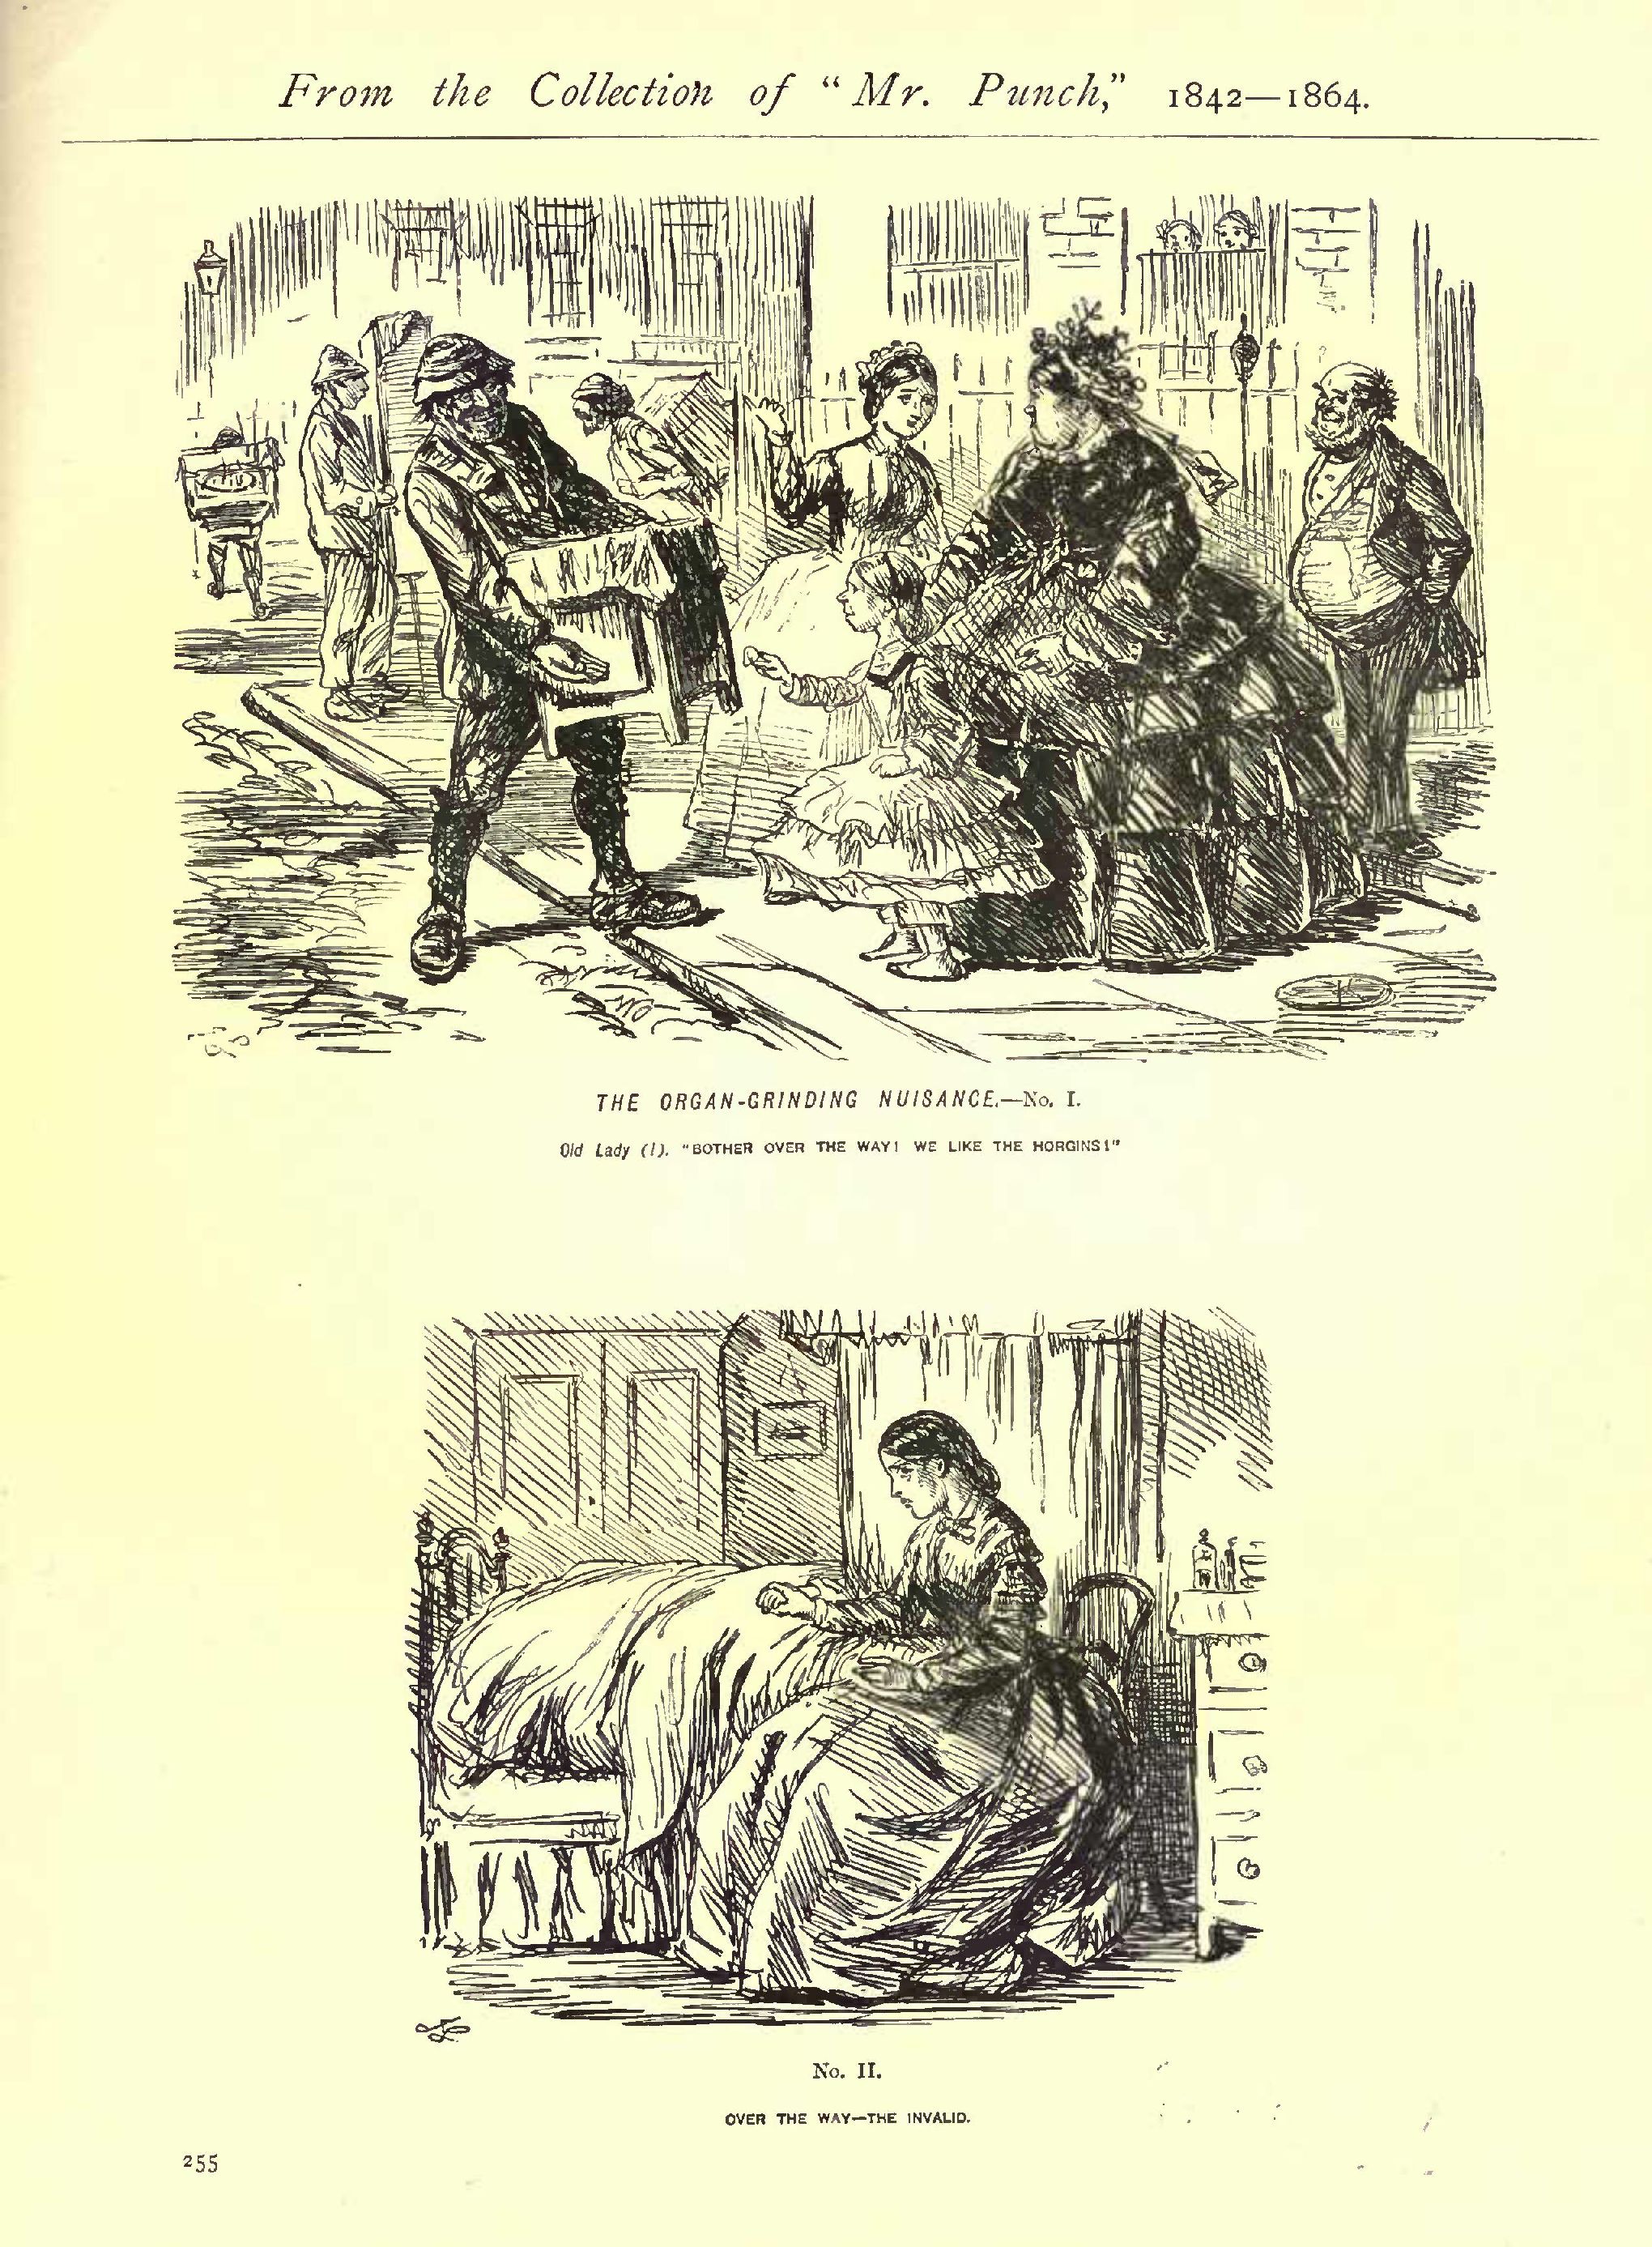 From the Collection of “Mr. Punch,” 1842—1864.
THE ORGAN-GRINDING NUISANCE.—No. I.
Old Lady (!). “BOTHER OVER THE WAY! WE LIKE THE HORGINS!”
No. II.
OVER THE WAY—THE INVALID.
255